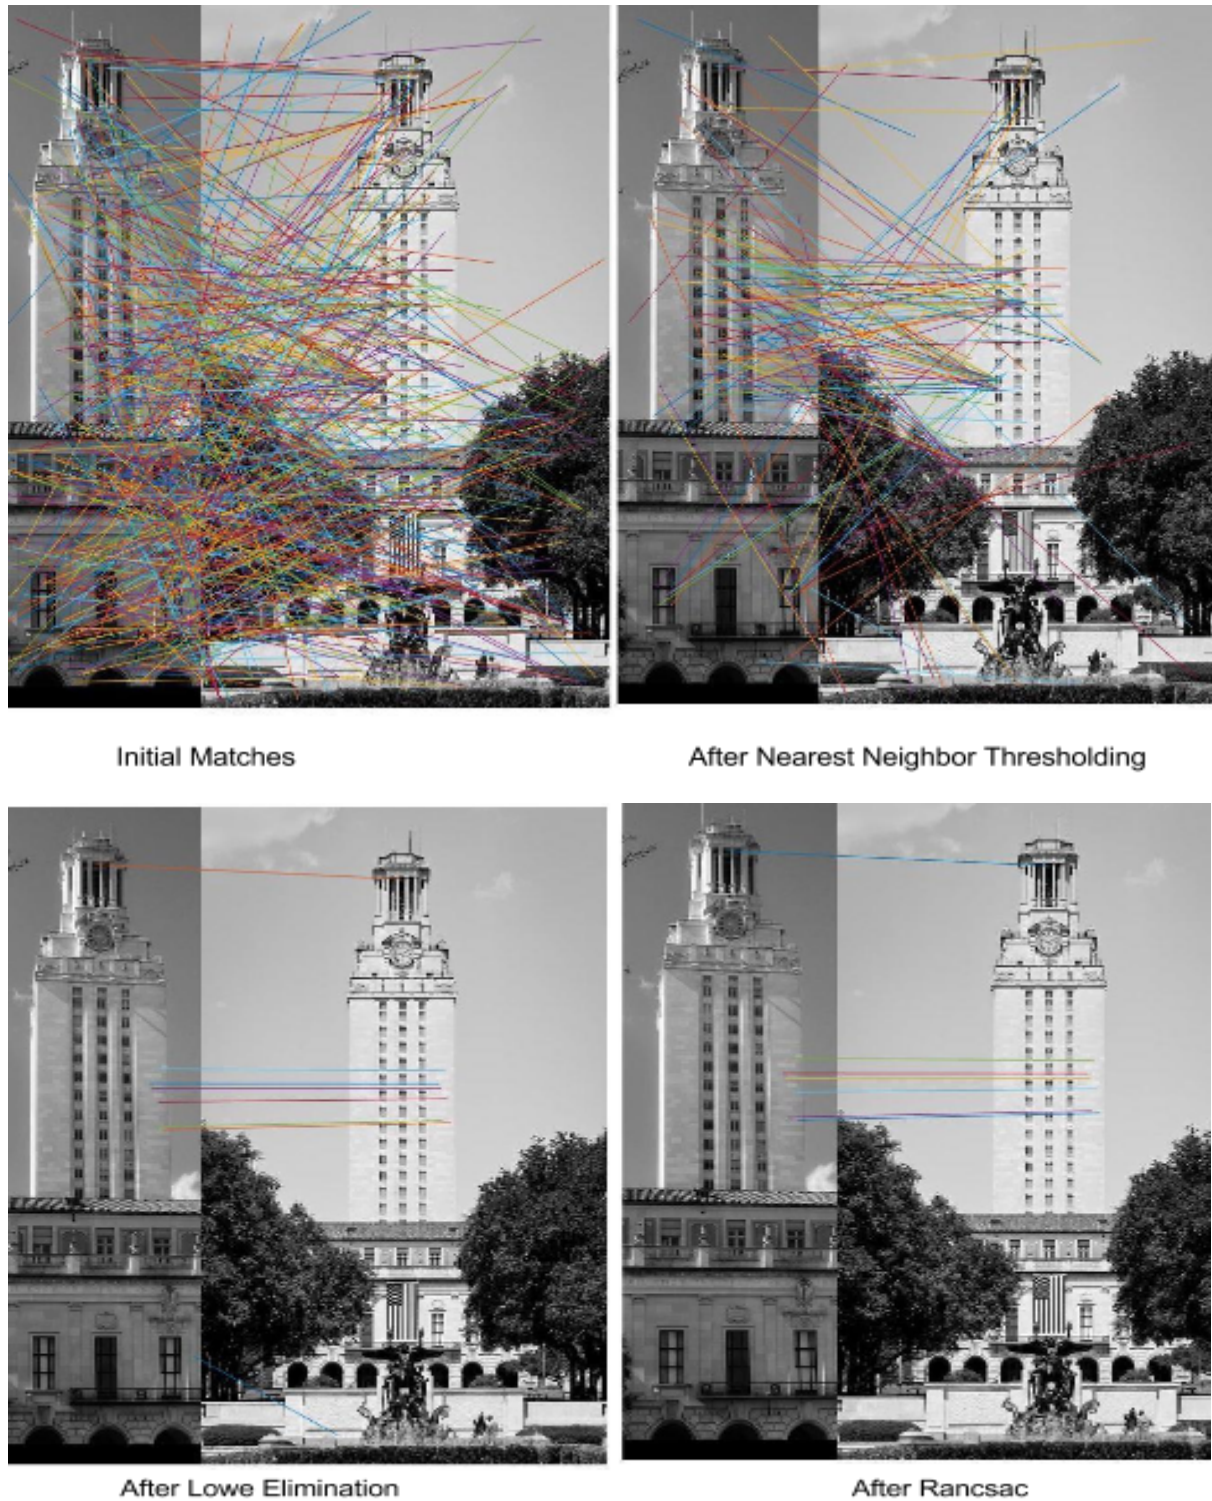 Initial Matches
After Nearest Neighbor Thresholding
After Lowe Elimination
After Rancsac